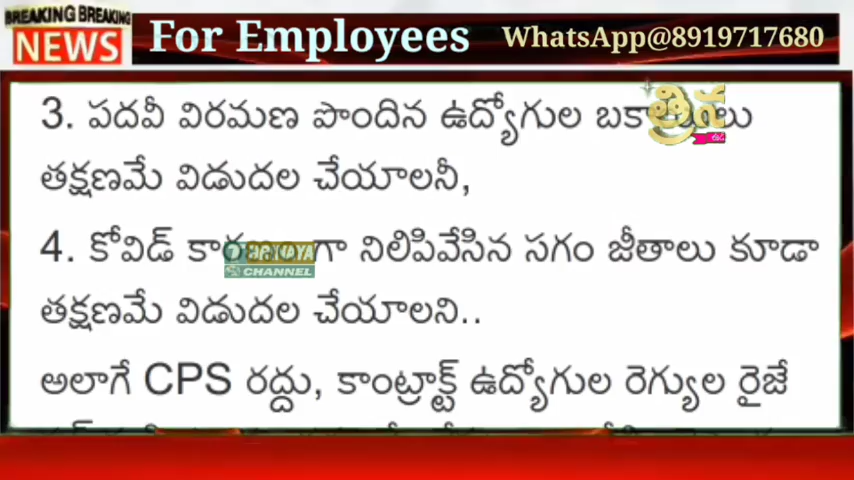 BREAKING BREAKING
NEWS
For Employees
WhatsApp@8919717680
3. పదవీ విరమణ పొందిన ఉద్యోగుల
త్రిన
తక్షణమే విడుదల చేయాలనీ,
4. కోవిడ్ నిలిపివేసిన సగం జీతాలు కూడా
CHANNEL
తక్షణమే విడుదల చేయాలని..
అలాగే CPS రద్దు, కాంట్రాక్ట్ ఉద్యోగుల రెగ్యుల రైజే